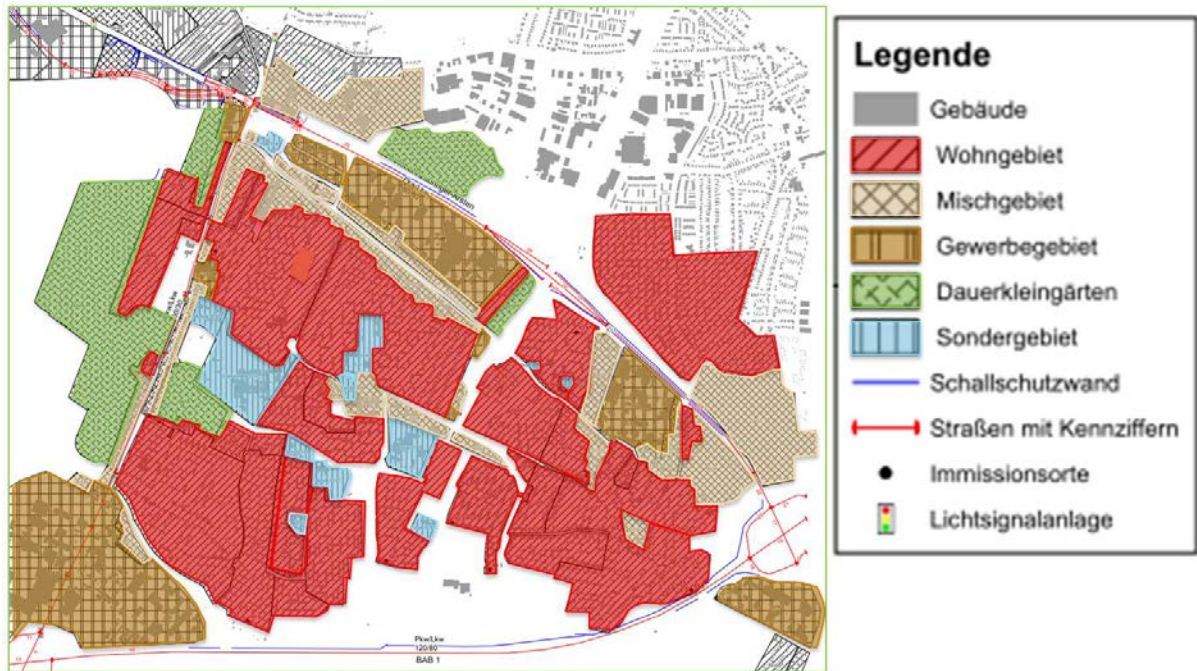 Legende
Gebäude
Wohngebiet
Mischgebiet
Gewerbegebiet
Dauerkleingärten
Sondergebiet
Schallschutzwand
Straßen mit Kennziffern
Immissionsorte
Lichtsignalanlage
Pkw/Lkw
120/80
BAB 1